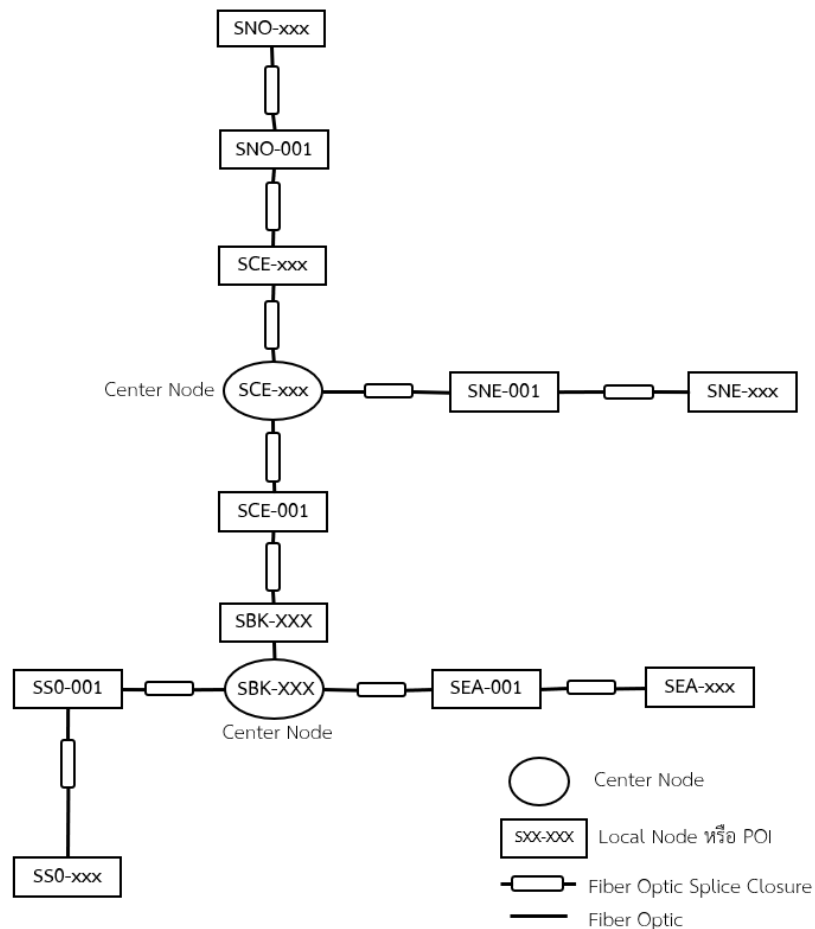 SNO-xxx
SNO-001
SCE-xxx
Center Node
SCE-xxx
SNE-001
SNE-xxx
SCE-001
SBK-XXX
SS0-001
SBK-XXX
SEA-001
SEA-xxx
Center Node
Center Node
SXX-XXX
Local Node หรือ POI
SS0-xxx
Fiber Optic Splice Closure
Fiber Optic